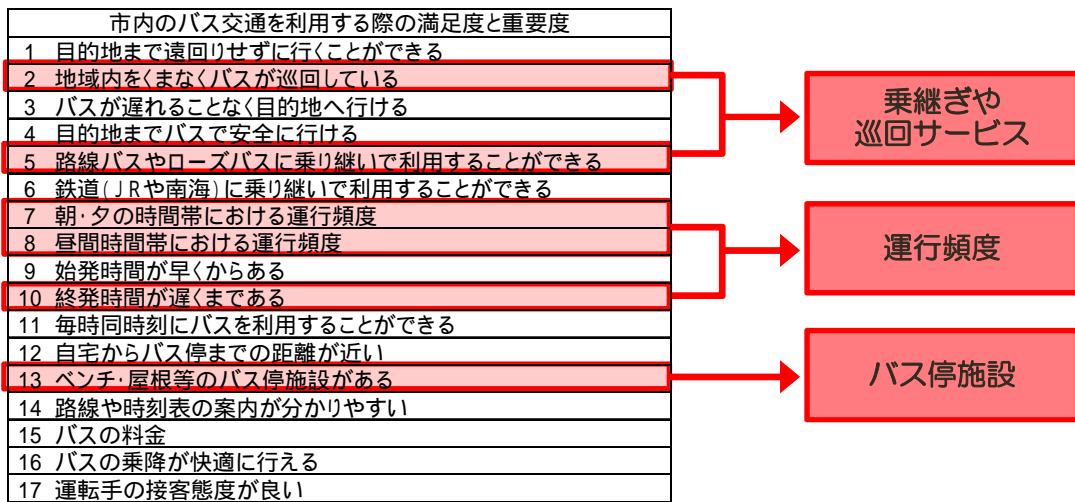 市内のバス交通を利用する際の満足度と重要度
1 目的地まで遠回りせずに行くことができる
2 地域内をくまなくバスが巡回している
3 バスが遅れることなく目的地へ行ける
4 目的地までバスで安全に行ける
5 路線バスやローズバスに乗り継いで利用することができる
6 鉄道(JRや南海)に乗り継いで利用することができる
7 朝・夕の時間帯における運行頻度
8 昼間時間帯における運行頻度
9 始発時間が早くからある
10 終発時間が遅くまである
11 毎時同時刻にバスを利用することができる
12 自宅からバス停までの距離が近い
13 ベンチ・屋根等のバス停施設がある
14 路線や時刻表の案内が分かりやすい
15 バスの料金
16 バスの乗降が快適に行える
17 運転手の接客態度が良い
乗継ぎや
巡回サービス
運行頻度
バス停施設